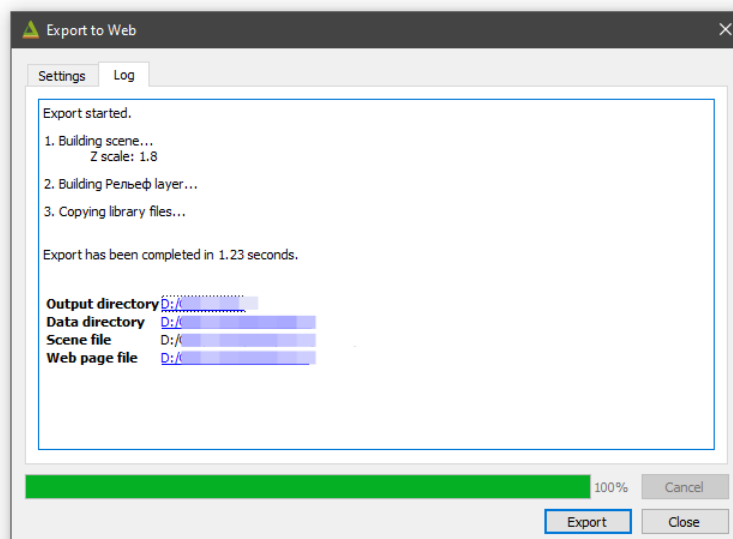 Export to Web
Settings
Log
Export started.
1. Building scene...
Z scale: 1.8
2. Building Рельеф layer...
3. Copying library files...
Export has been completed in 1.23 seconds.
Output directory D:/
Data directory D:/
Scene file D:/
Web page file D:/
100%
Cancel
Export
Close